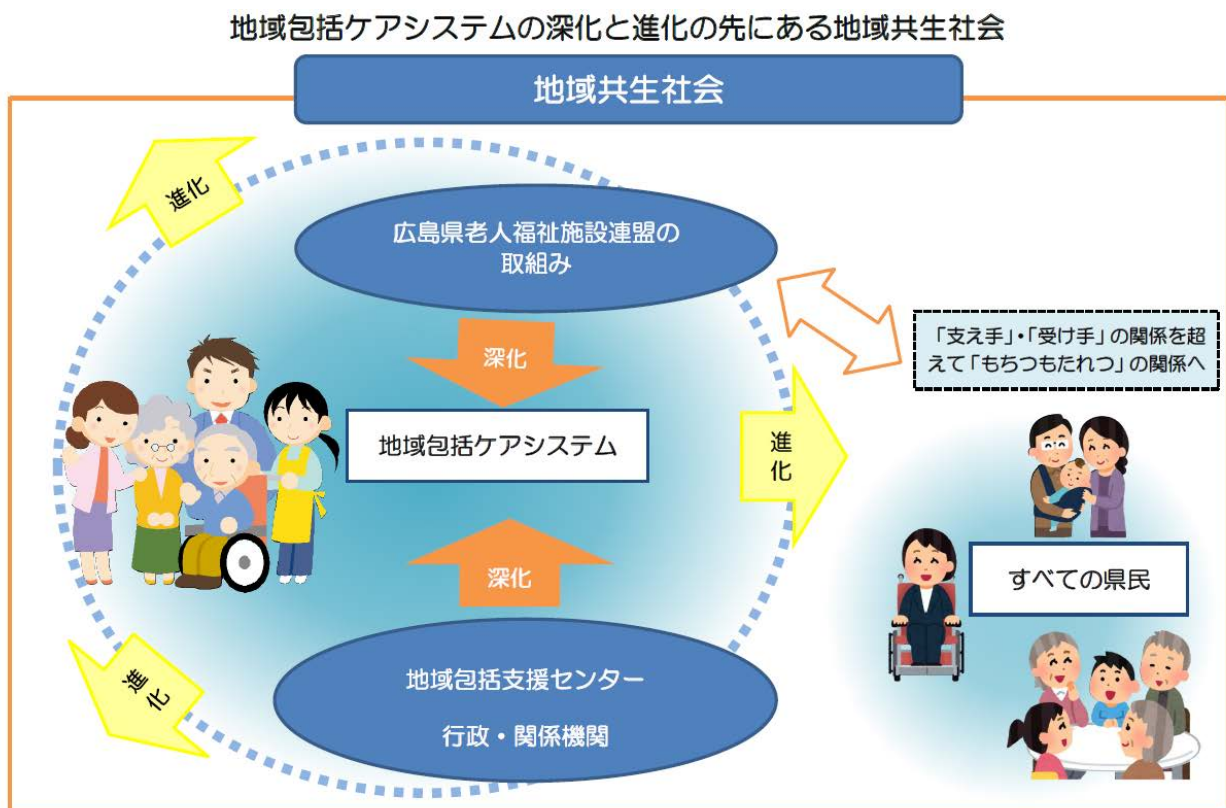 地域包括ケアシステムの深化と進化の先にある地域共生社会
地域共生社会
進化
広島県老人福祉施設連盟の
取組み
深化
「支え手」・「受け手」の関係を超
えて「もちつもたれつ」の関係へ
地域包括ケアシステム
進
化
深化
すべての県民
進
化
地域包括支援センター
行政・関係機関